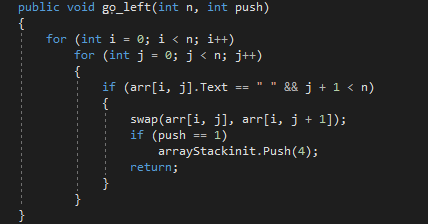 public void go_left(int n, int push)
{
for (int i = 0; i < n; i++)
for (int j = 0; j < n; j++)
{
if (arr[i, j].Text == " " && j + 1 < n)
{
swap(arr[i, j], arr[i, j + 1]);
if (push == 1)
arrayStackinit.Push(4);
return;
}
}
}